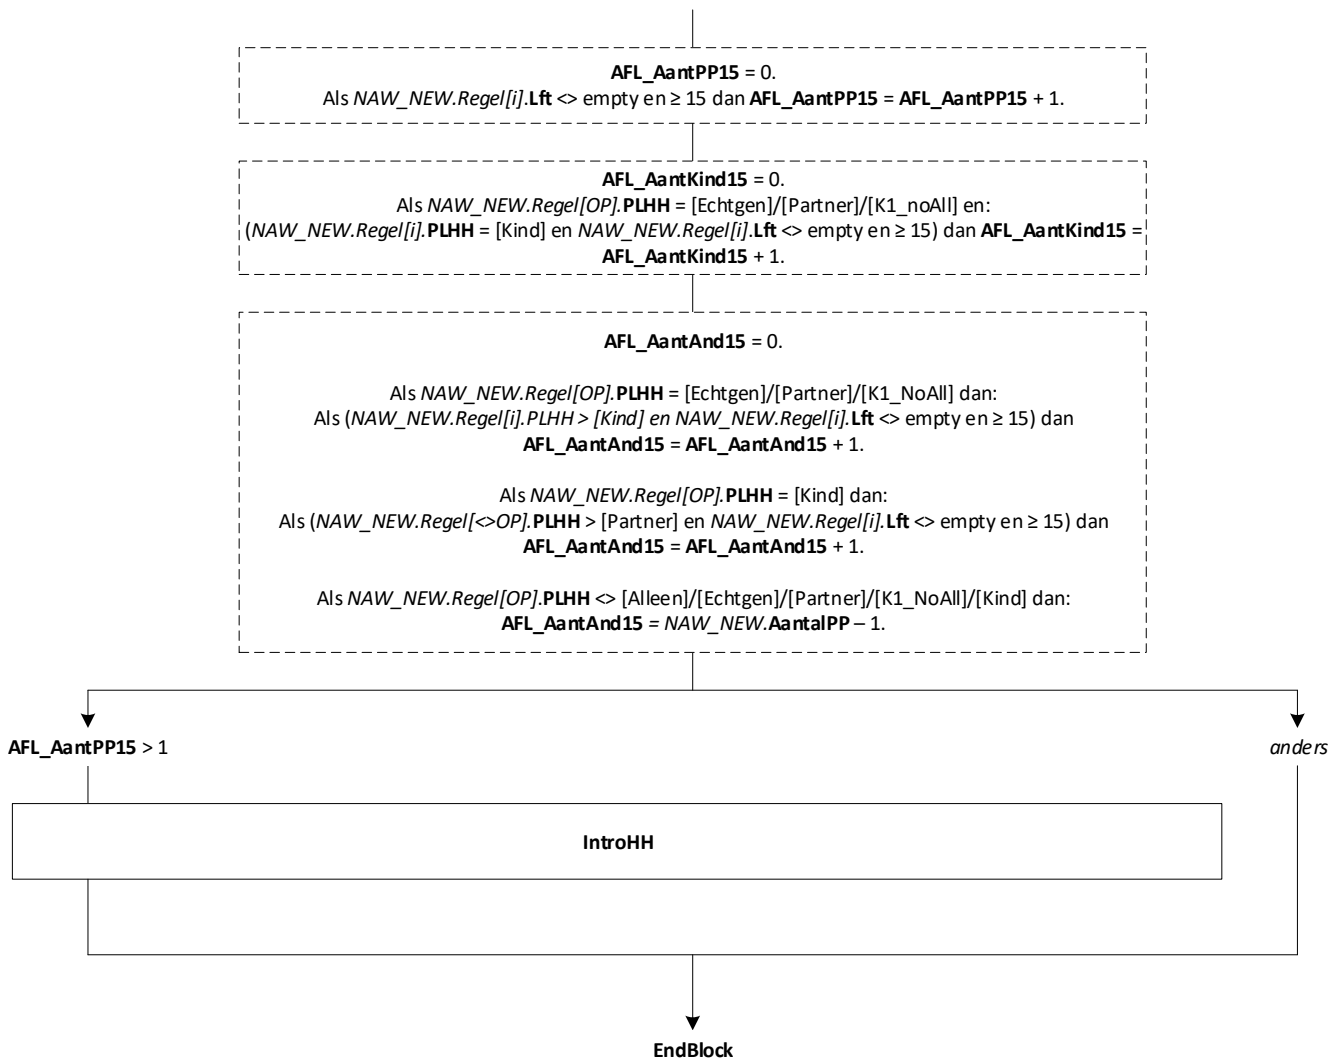 AFL_AantPP15 = 0.
Als NAW_NEW.Regel[i].Lft <> empty en ≥ 15 dan AFL_AantPP15 = AFL_AantPP15 + 1.
AFL_AantKind15 = 0.
Als NAW_NEW.Regel[OP].PLHH = [Echtgen]/[Partner]/[K1_noAll] en:
(NAW_NEW.Regel[i].PLHH = [Kind] en NAW_NEW.Regel[i].Lft <> empty en ≥ 15) dan AFL_AantKind15 =
AFL_AantKind15 + 1.
AFL_AantAnd15 = 0.
Als NAW_NEW.Regel[OP].PLHH = [Echtgen]/[Partner]/[K1_NoAll] dan:
Als (NAW_NEW.Regel[i].PLHH > [Kind] en NAW_NEW.Regel[i].Lft <> empty en ≥ 15) dan
AFL_AantAnd15 = AFL_AantAnd15 + 1.
Als NAW_NEW.Regel[OP].PLHH = [Kind] dan:
Als (NAW_NEW.Regel[<>OP].PLHH > [Partner] en NAW_NEW.Regel[i].Lft <> empty en ≥ 15) dan
AFL_AantAnd15 = AFL_AantAnd15 + 1.
Als NAW_NEW.Regel[OP].PLHH <> [Alleen]/[Echtgen]/[Partner]/[K1_NoAll]/[Kind] dan:
AFL_AantAnd15 = NAW_NEW.AantalPP – 1.
AFL_AantPP15 > 1
anders
IntroHH
EndBlock